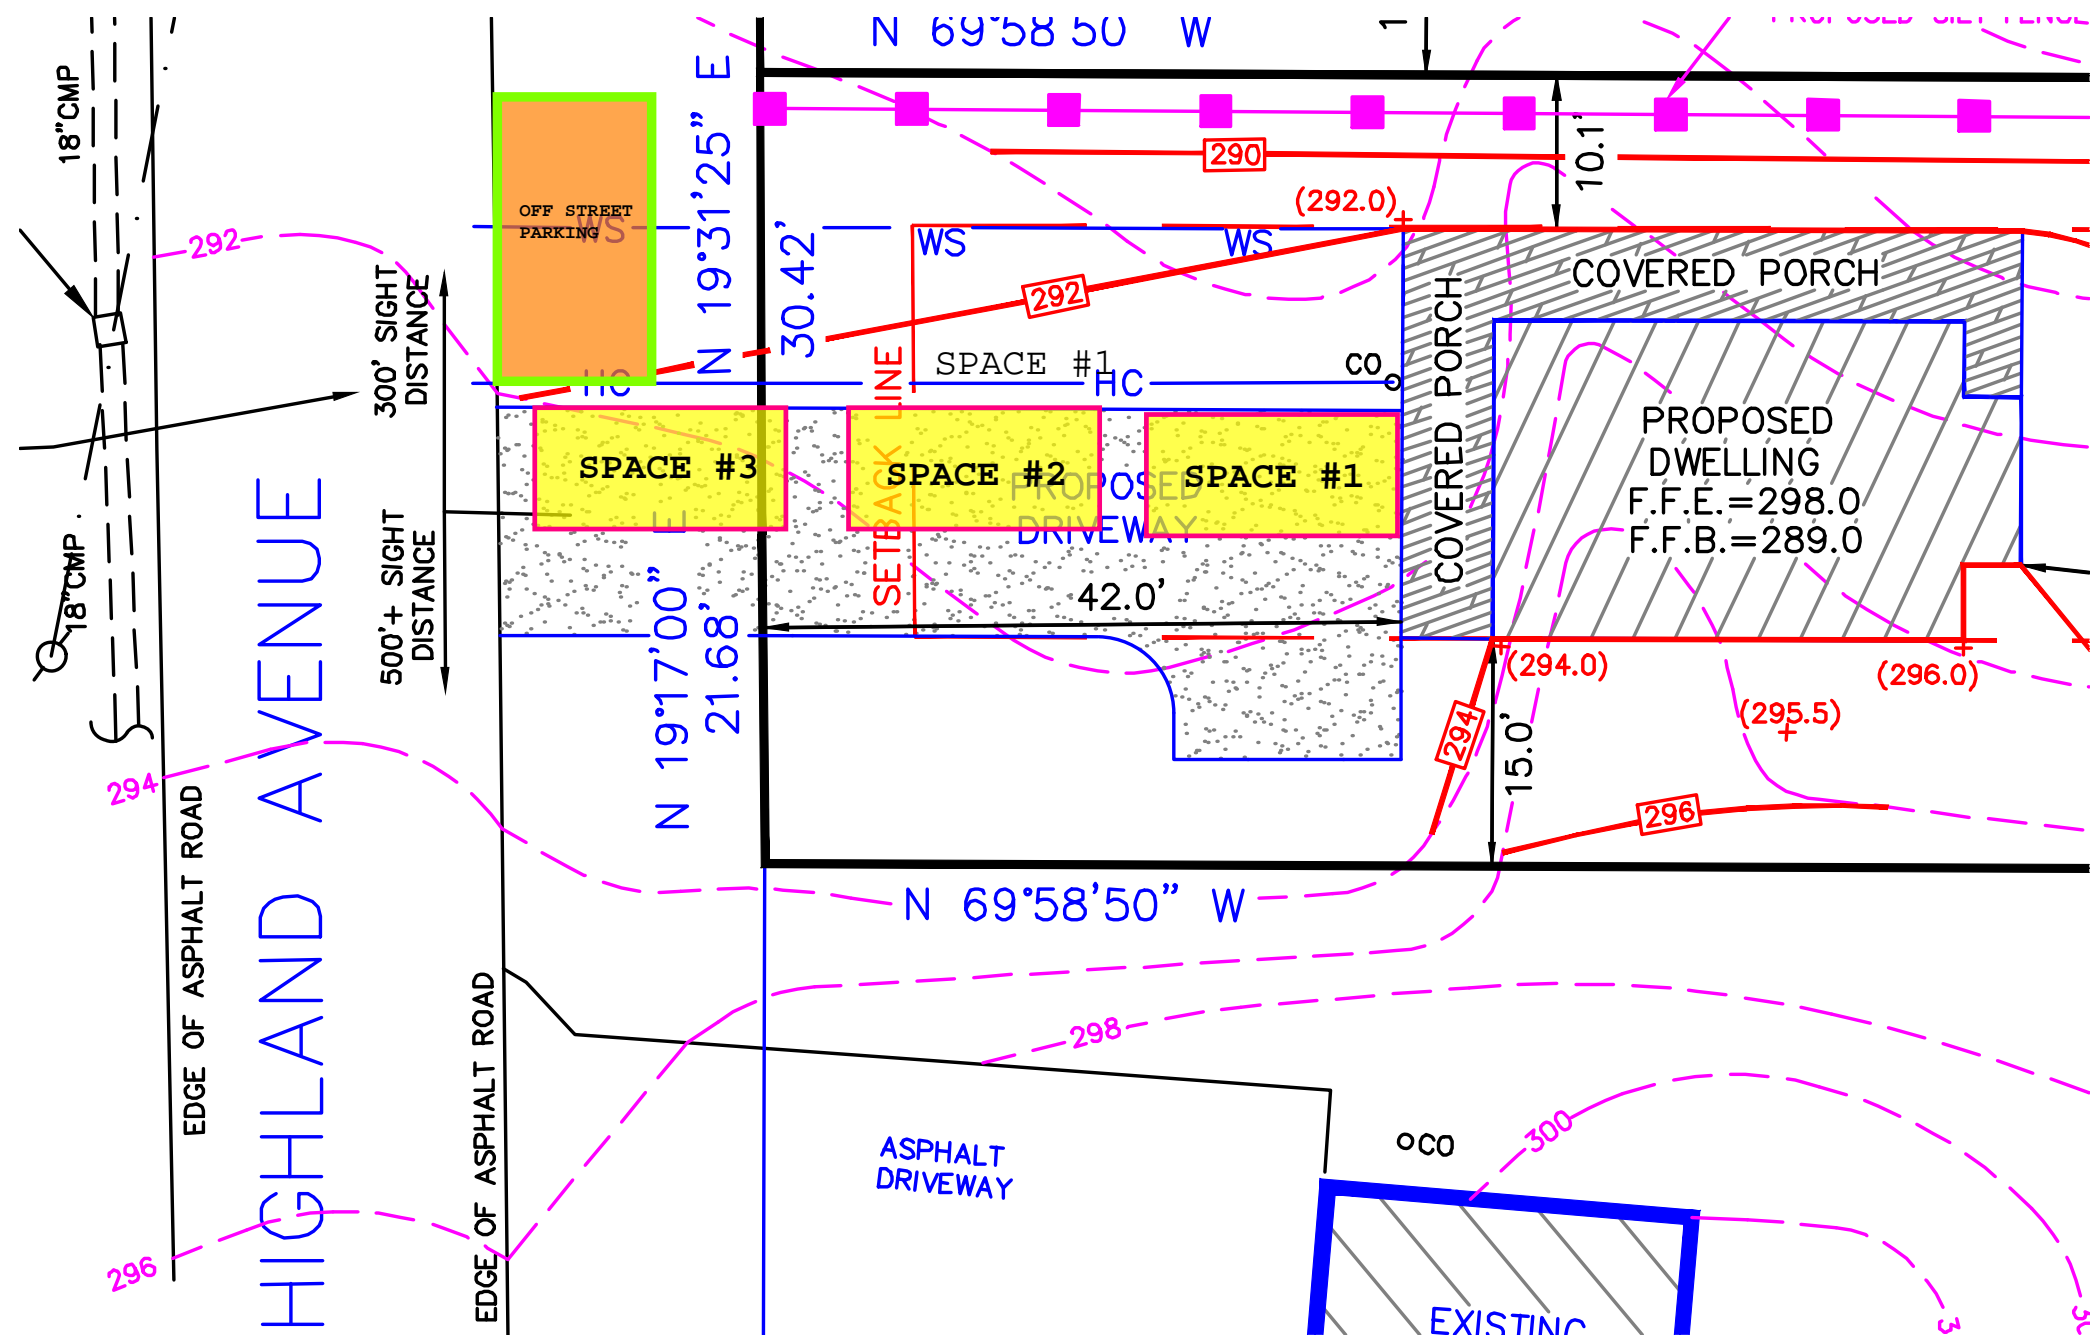 N 69°58 50 W
1
18"CMP
N 19°31'25" E
30.42'
10.1'
290
(292.0)
OFF STREET
PARKING
WS
WS
WS
292
292
300' SIGHT
DISTANCE
COVERED PORCH
COVERED PORCH
SPACE #1
CO
HC
HC
SETBACK LINE
PROPOSED
DWELLING
F.F.E.=298.0
F.F.B.=289.0
SPACE #3
SPACE #2
SPACE #1
PROPOSED
DRIVEWAY
E
42.0'
500'+ SIGHT
DISTANCE
18"CMP
N 19°17'00"
21.68'
(294.0)
(296.0)
(295.5)
294
15.0'
296
294
HIGHLAND AVENUE
EDGE OF ASPHALT ROAD
N 69°58'50" W
EDGE OF ASPHALT ROAD
298
300
CO
ASPHALT
DRIVEWAY
296